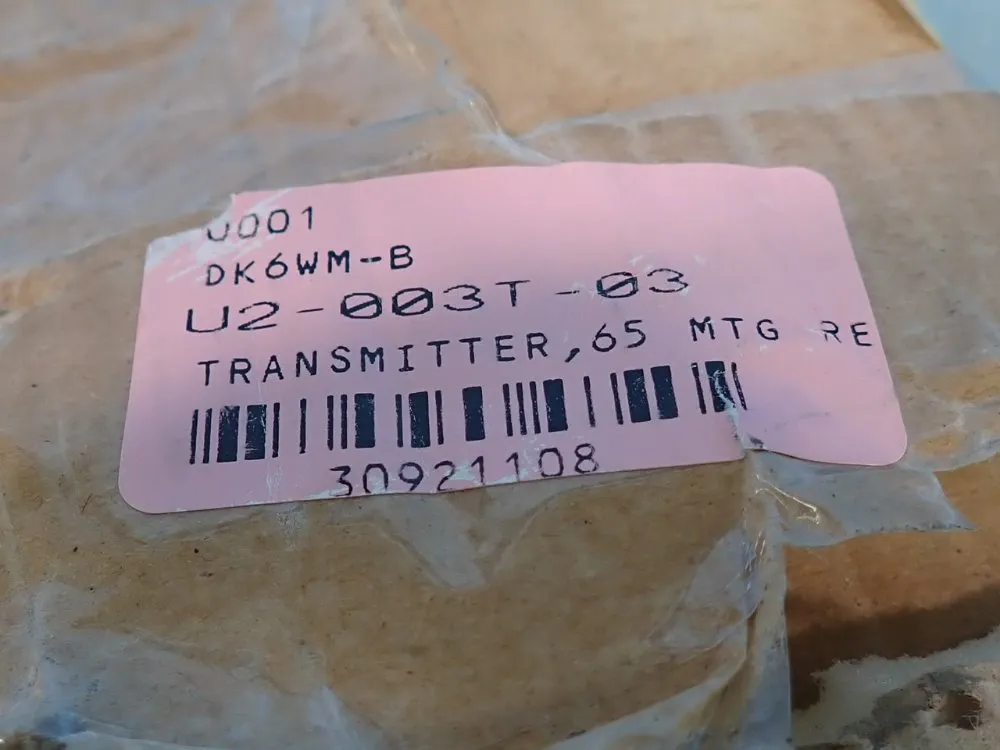 0001
DK6WM-B
U2-003T-03
TRANSMITTER,65 MTG RE
30921108